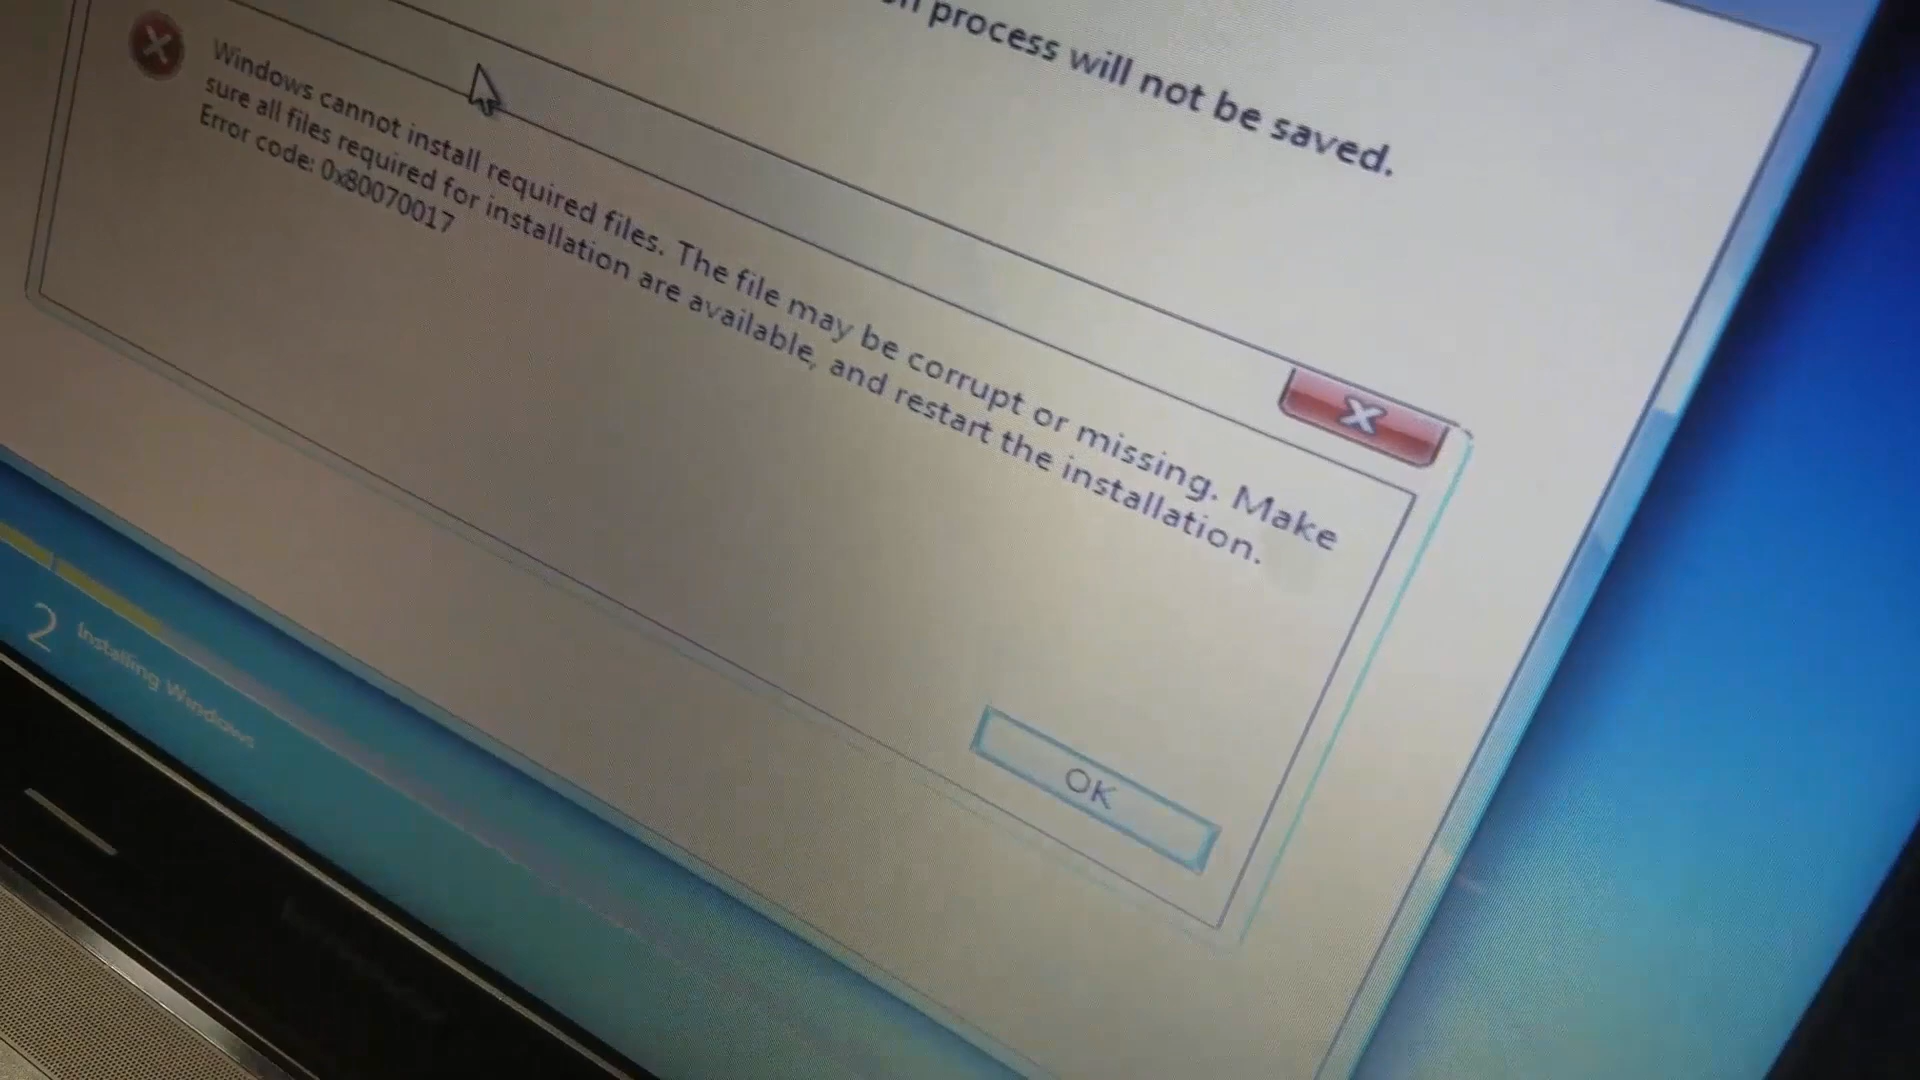 process will not be saved.
Windows cannot install required files. The file may be corrupt or missing. Make
sure all files required for installation are available, and restart the installation.
Error code: 0x80070017
OK
2 Installing Windows